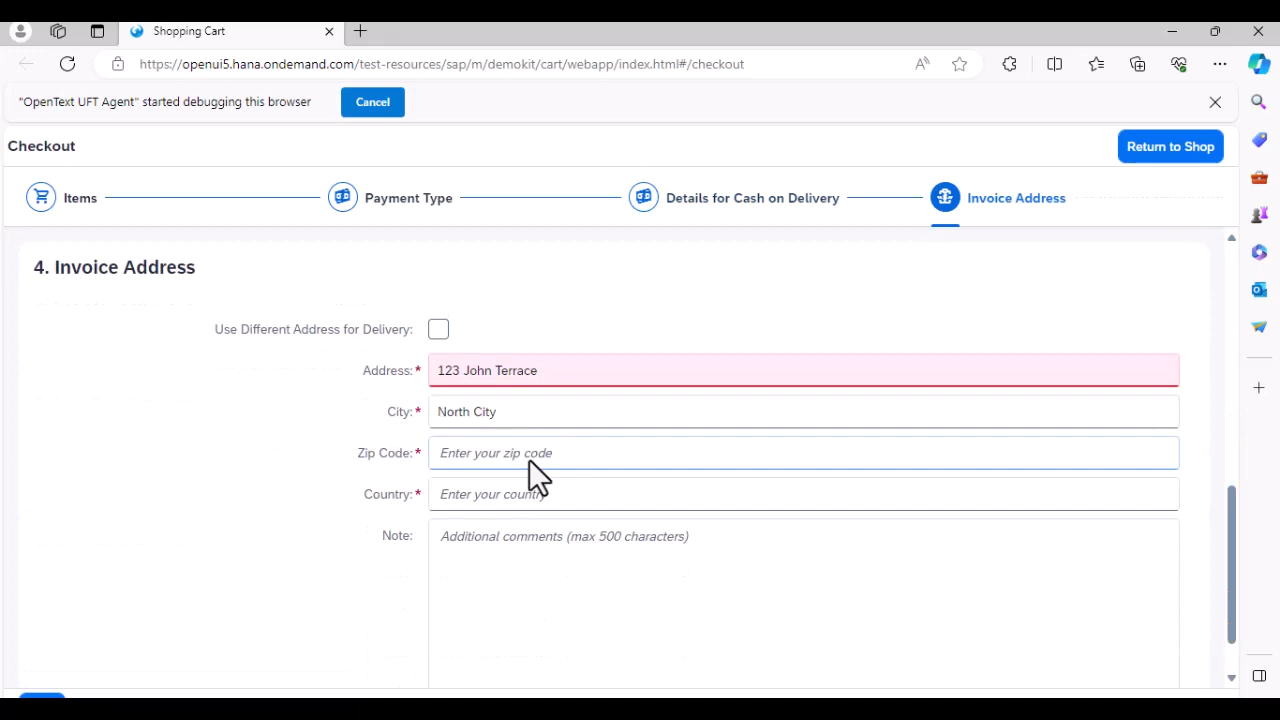 Shopping Cart
https://openui5.hana.ondemand.com/test-resources/sap/m/demokit/cart/webapp/index.html#/checkout
"OpenText UFT Agent" started debugging this browser
Cancel
Checkout
Return to Shop
Items
Payment Type
Details for Cash on Delivery
Invoice Address
4. Invoice Address
Use Different Address for Delivery:
Address:* 123 John Terrace
City:* North City
Zip Code:* Enter your zip code
Country:* Enter your country
Note: Additional comments (max 500 characters)